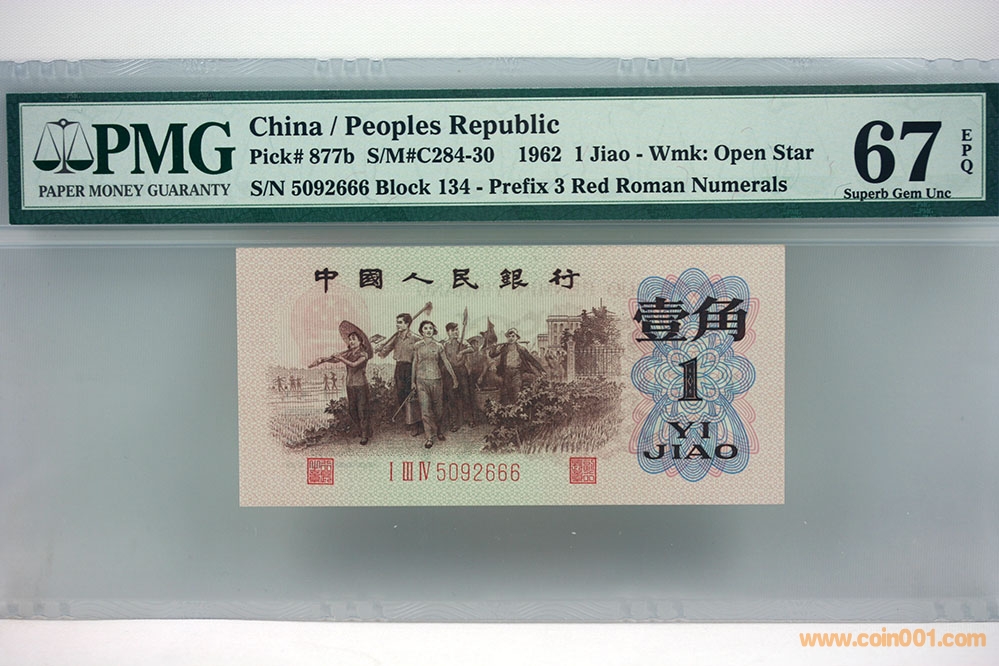 PMG
PAPER MONEY GUARANTY
China / Peoples Republic
Pick# 877b S/M#C284-30 1962 1 Jiao - Wmk: Open Star
S/N 5092666 Block 134 - Prefix 3 Red Roman Numerals
67
EPQ
Superb Gem Unc
中國人民銀行
壹角
1
YI
JIAO
I III IV 5092666
www.coin001.com